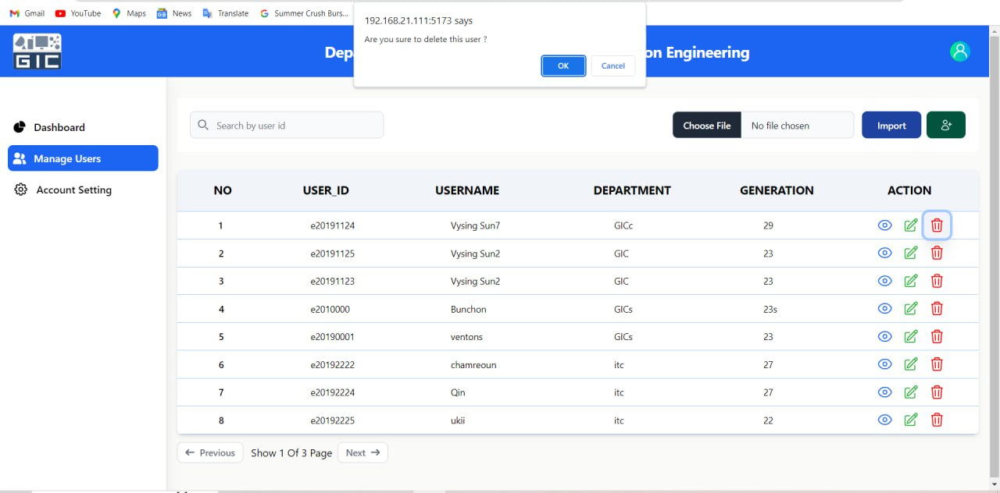 Gmail YouTube Maps News Translate Summer Crush Burs...
192.168.21.111:5173 says
Are you sure to delete this user ?
OK Cancel
GIC
on Engineering
Dashboard
Manage Users
Account Setting
Search by user id
Choose File No file chosen
Import
NO USER_ID USERNAME DEPARTMENT GENERATION ACTION
1 e20191124 Vysing Sun7 GICc 29
2 e20191125 Vysing Sun2 GIC 23
3 e20191123 Vysing Sun2 GIC 23
4 e2010000 Bunchon GICs 23s
5 e20190001 ventons GICs 23
6 e20192222 chamreoun itc 27
7 e20192224 Qin itc 27
8 e20192225 ukii itc 22
Previous Show 1 Of 3 Page Next